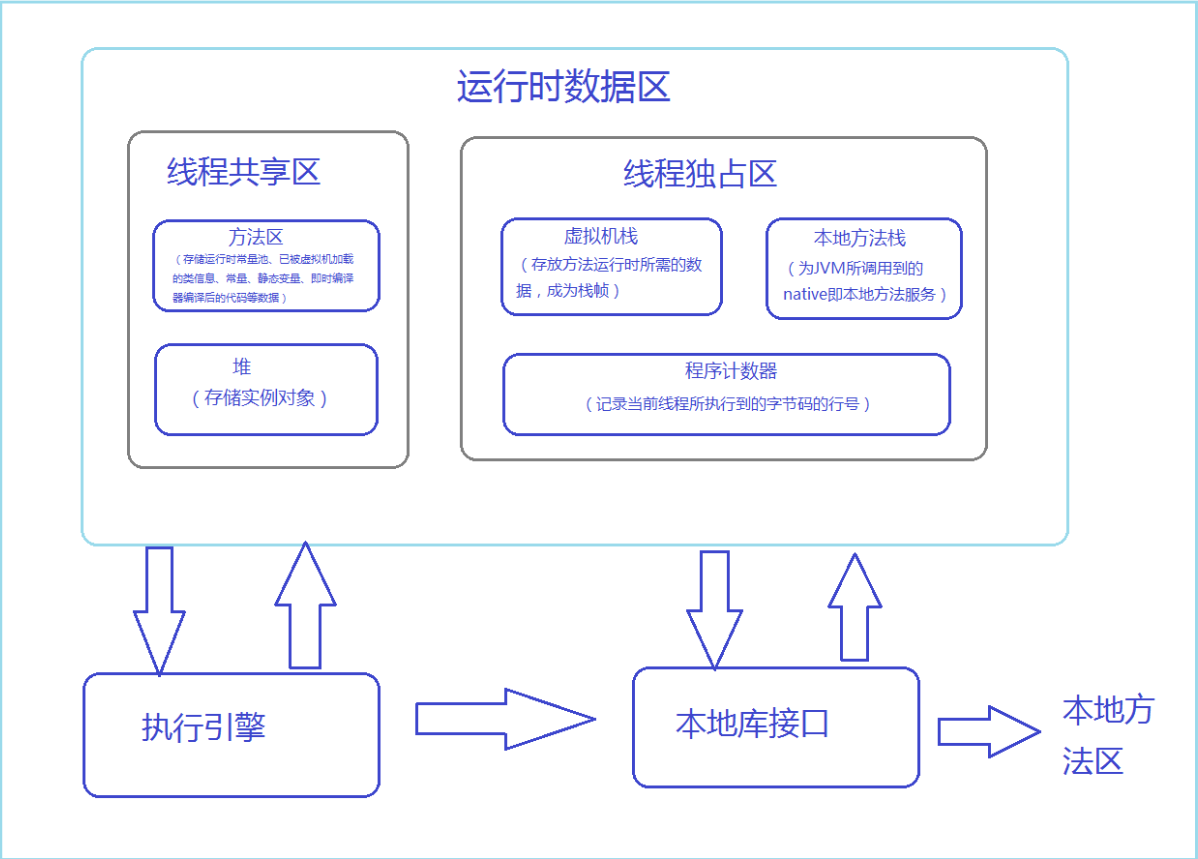 运行时数据区
线程共享区
方法区
（存储运行时常量池、已被虚拟机加载
的类信息、常量、静态变量、即时编译
器编译后的代码等数据）
堆
（存储实例对象）
线程独占区
虚拟机栈
（存放方法运行时所需的数
据，成为栈帧）
本地方法栈
（为JVM所调用到的
native即本地方法服务）
程序计数器
（记录当前线程所执行到的字节码的行号）
执行引擎
本地库接口
本地方
法区